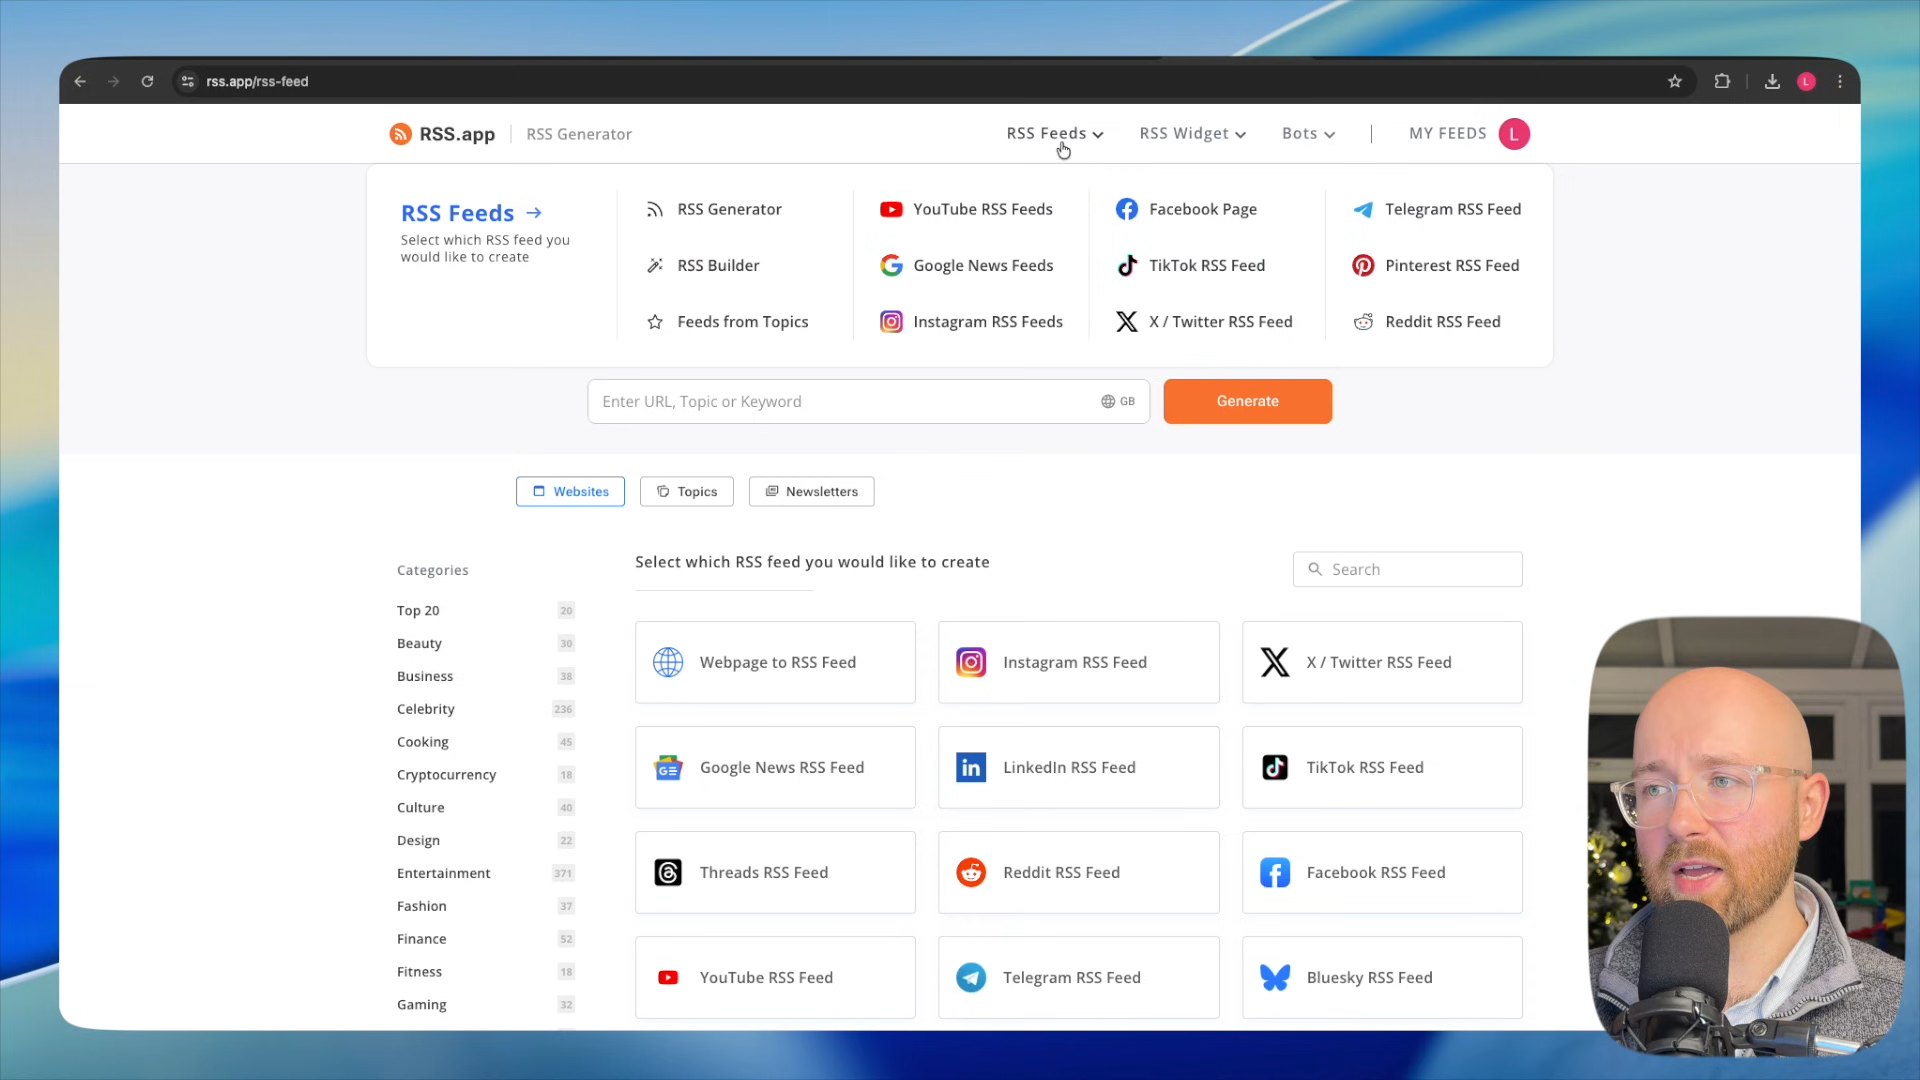 rss.app/rss-feed
L
RSS.app
RSS Generator
RSS Feeds
RSS Widget
Bots
MY FEEDS
L
RSS Feeds →
Select which RSS feed you
would like to create
RSS Generator
RSS Builder
Feeds from Topics
YouTube RSS Feeds
Google News Feeds
Instagram RSS Feeds
Facebook Page
TikTok RSS Feed
X / Twitter RSS Feed
Telegram RSS Feed
Pinterest RSS Feed
Reddit RSS Feed
Enter URL, Topic or Keyword
GB
Generate
Websites
Topics
Newsletters
Categories
Top 20 20
Beauty 30
Business 38
Celebrity 236
Cooking 45
Cryptocurrency 18
Culture 40
Design 22
Entertainment 371
Fashion 37
Finance 52
Fitness 18
Gaming 32
Select which RSS feed you would like to create
Search
Webpage to RSS Feed
Instagram RSS Feed
X / Twitter RSS Feed
Google News RSS Feed
LinkedIn RSS Feed
TikTok RSS Feed
Threads RSS Feed
Reddit RSS Feed
Facebook RSS Feed
YouTube RSS Feed
Telegram RSS Feed
Bluesky RSS Feed